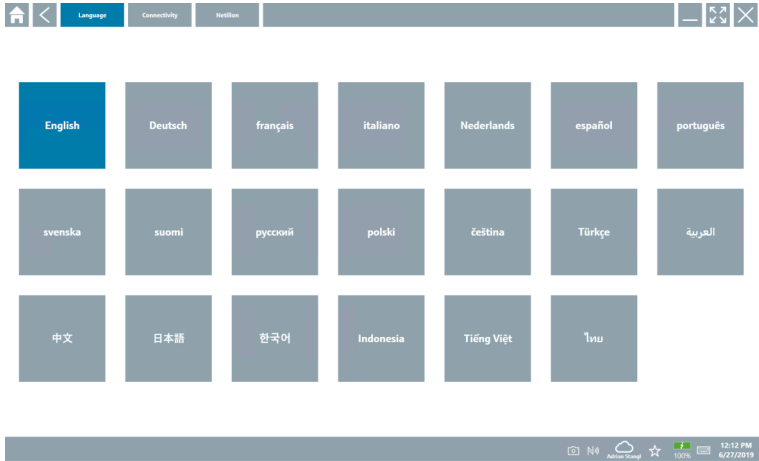 Language Connectivity Netilion
English Deutsch français italiano Nederlands español português
svenska suomi русский polski čeština Türkçe العربية
中文 日本語 한국어 Indonesia Tiếng Việt ไทย
Adrian Stangl 100% 12:12 PM
6/27/2019